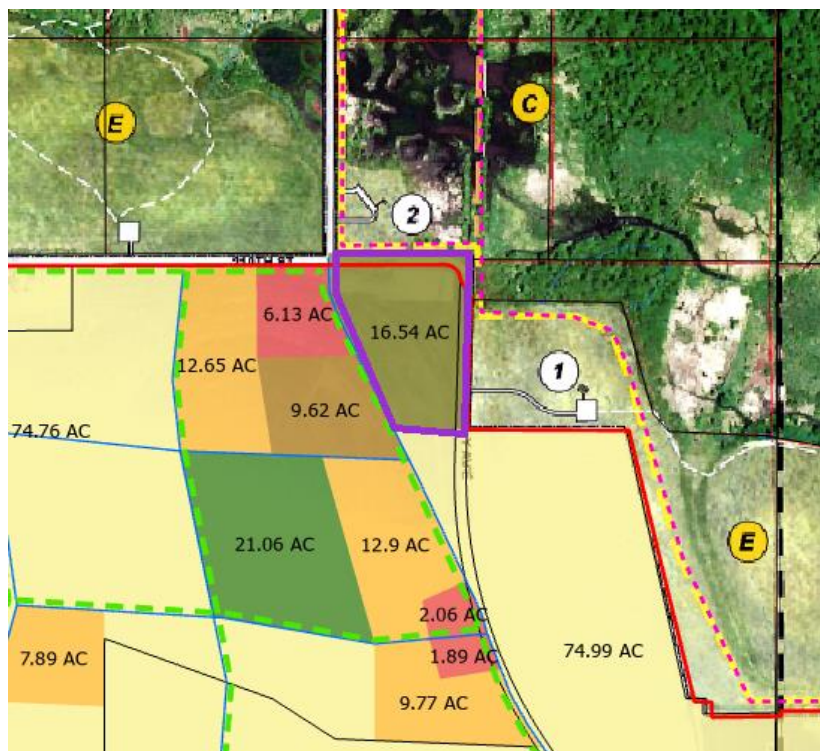 E
C
2
110TH ST
6.13 AC
16.54 AC
12.65 AC
1
9.62 AC
74.76 AC
21.06 AC
12.9 AC
E
2.06 AC
1.89 AC
74.99 AC
7.89 AC
9.77 AC